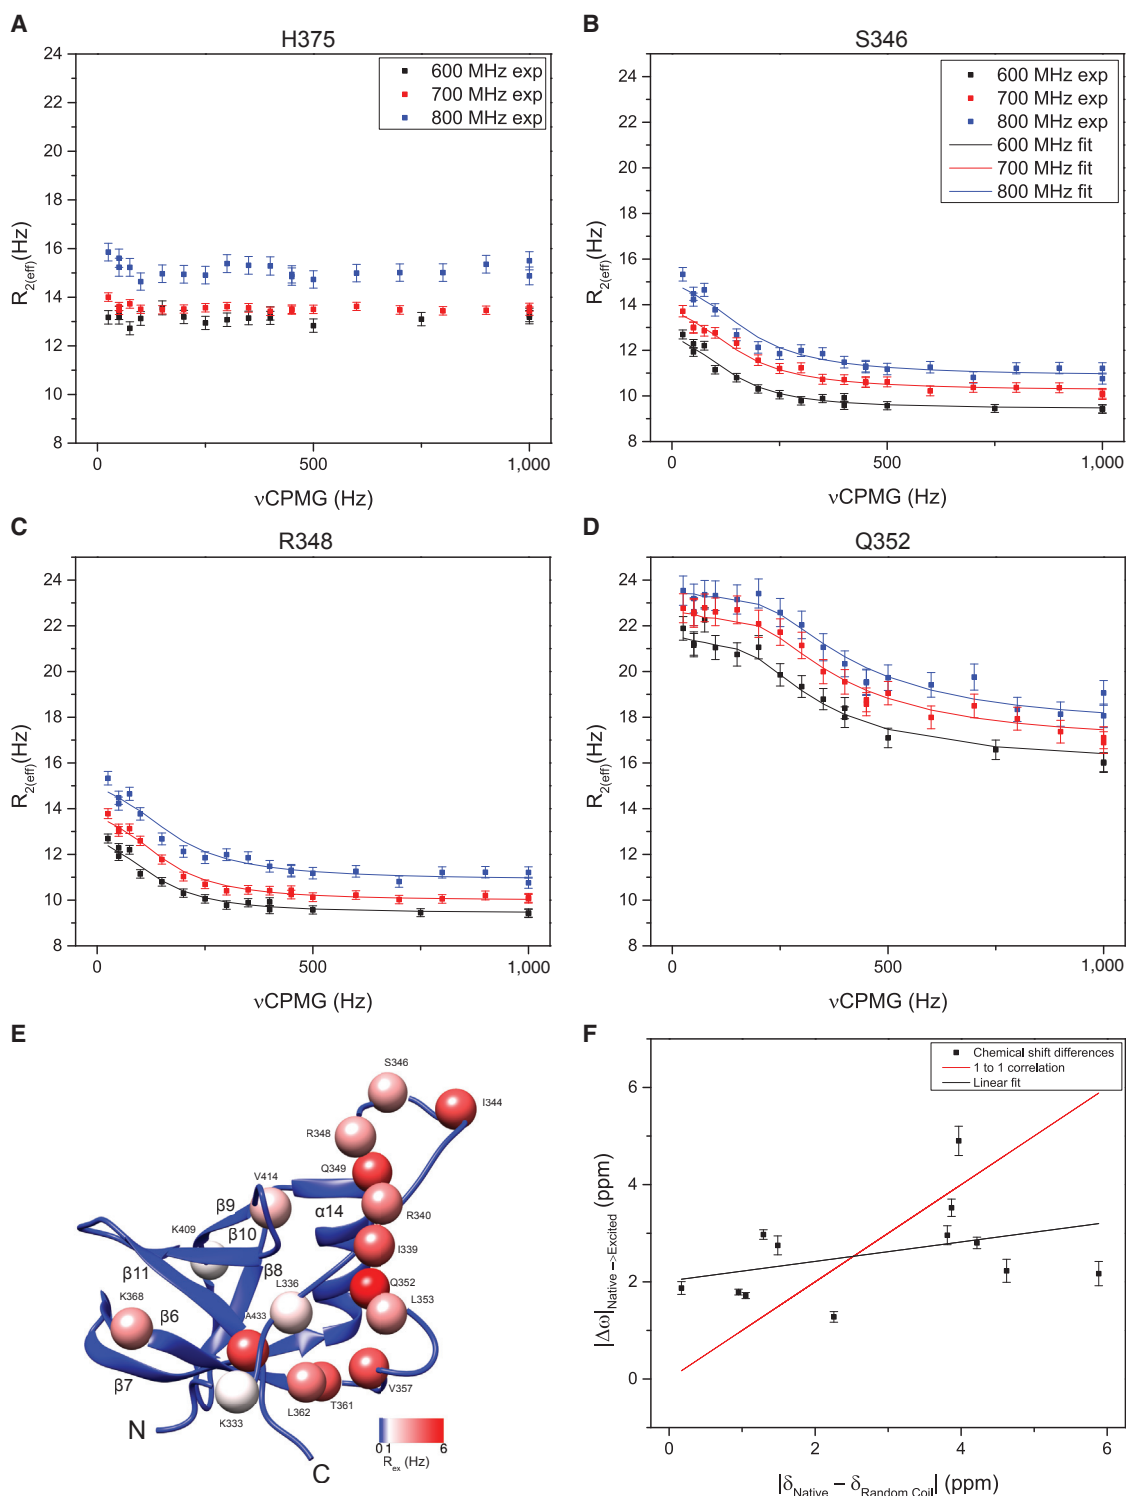 A
H375
24
22
20
18
16
14
12
10
8
R2(eff)(Hz)
600 MHz exp
700 MHz exp
800 MHz exp
0
500
1,000
νCPMG (Hz)
B
S346
24
22
20
18
16
14
12
10
8
R2(eff)(Hz)
600 MHz exp
700 MHz exp
800 MHz exp
600 MHz fit
700 MHz fit
800 MHz fit
0
500
1,000
νCPMG (Hz)
C
R348
24
22
20
18
16
14
12
10
8
R2(eff)(Hz)
0
500
1,000
νCPMG (Hz)
D
Q352
24
22
20
18
16
14
12
10
8
R2(eff)(Hz)
0
500
1,000
νCPMG (Hz)
E
S346
I344
R348
Q349
V414
β9
α14
R340
K409
β10
I339
β11
β8
L336
Q352
K368
L353
β6
A433
β7
V357
T361
L362
K333
N
C
0 1 6
Rex (Hz)
F
Chemical shift differences
1 to 1 correlation
Linear fit
6
4
2
0
|Δω|Native->Excited (ppm)
0
2
4
6
|δNative − δRandom Coil| (ppm)